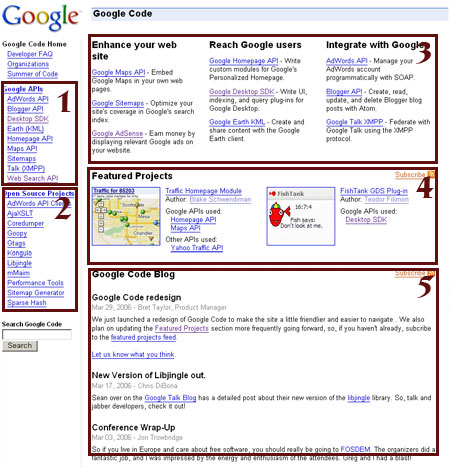 Google
Google Code
Google Code Home
Developer FAQ
Organizations
Summer of Code
Google APIs
AdWords API
Blogger API
Desktop SDK
Earth (KML)
Homepage API
Maps API
Sitemaps
Talk (XMPP)
Web Search API
1
Open Source Projects
AdWords API Clients
AjaXSLT
Coredumper
Goopy
Gtags
Kongulo
Libjingle
mMaim
Performance Tools
Sitemap Generator
Sparse Hash
2
Search Google Code
Search
Enhance your web
site
Google Maps API - Embed
Google Maps in your own web
pages.
Google Sitemaps - Optimize your
site's coverage in Google's
search index.
Google AdSense - Earn money by
displaying relevant Google ads on
your website.
Reach Google users
Google Homepage API - Write
custom modules for Google's
Personalized Homepage.
Desktop SDK - Write UI,
indexing, and query plug-ins for
Google Desktop.
Google Earth KML - Create and
share content with the Google
Earth client.
Integrate with Google
AdWords API - Manage your
AdWords account
programmatically with SOAP.
Blogger API - Create, read,
update, and delete Blogger blog
posts with Atom.
Google Talk XMPP - Federate with
Google Talk using the XMPP
protocol.
3
Featured Projects
Subscribe
4
Traffic for 85203
Scottsdale
Mesa
Chandler
Traffic Homepage Module
Author: Blake Schwendiman
Google APIs used:
Homepage API
Maps API
Other APIs used:
Yahoo Traffic API
FishTank
16:7:4
Fish says:
Don't look at me.
FishTank GDS Plug-in
Author: Teodor Filimon
Google APIs used:
Desktop SDK
Google Code Blog
Subscribe
5
Google Code redesign
Mar 29, 2006 - Bret Taylor, Product Manager
We just launched a redesign of Google Code to make the site a little friendlier and easier to navigate . We also
plan on updating the Featured Projects section more frequently going forward, so, if you haven't already, subcribe
to the featured projects feed.
Let us know what you think.
New Version of Libjingle out.
Mar 17, 2006 - Chris DiBona
Sean over on the Google Talk Blog has a detailed post about their new version of the libjingle library. So, talk and
jabber developers, check it out!
Conference Wrap-Up
Mar 03, 2006 - Jon Trowbridge
So if you live in Europe and care about free software, you should really be going to FOSDEM. The organizers did a
fantastic job, and I was impressed by the energy and enthusiasm of the attendees. Greg and I had a blast!